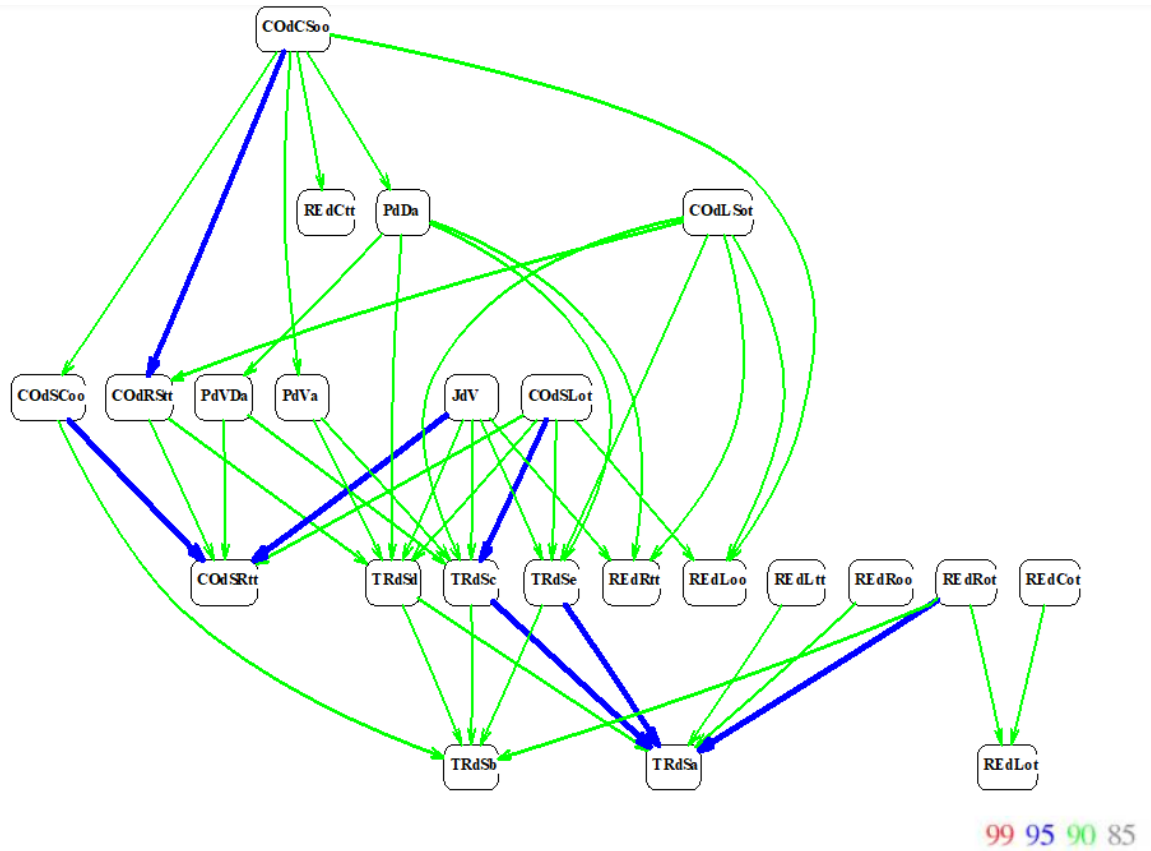 COdCSoo
REdCtt PdDa COdLSot
COdSCoo COdRStt PdVDa PdVa JdV COdSLot
COdSRtt TRdSd TRdSc TRdSe REdRtt REdLoo REdLtt REdRoo REdRot REdCot
TRdSb TRdSa REdLot
99 95 90 85